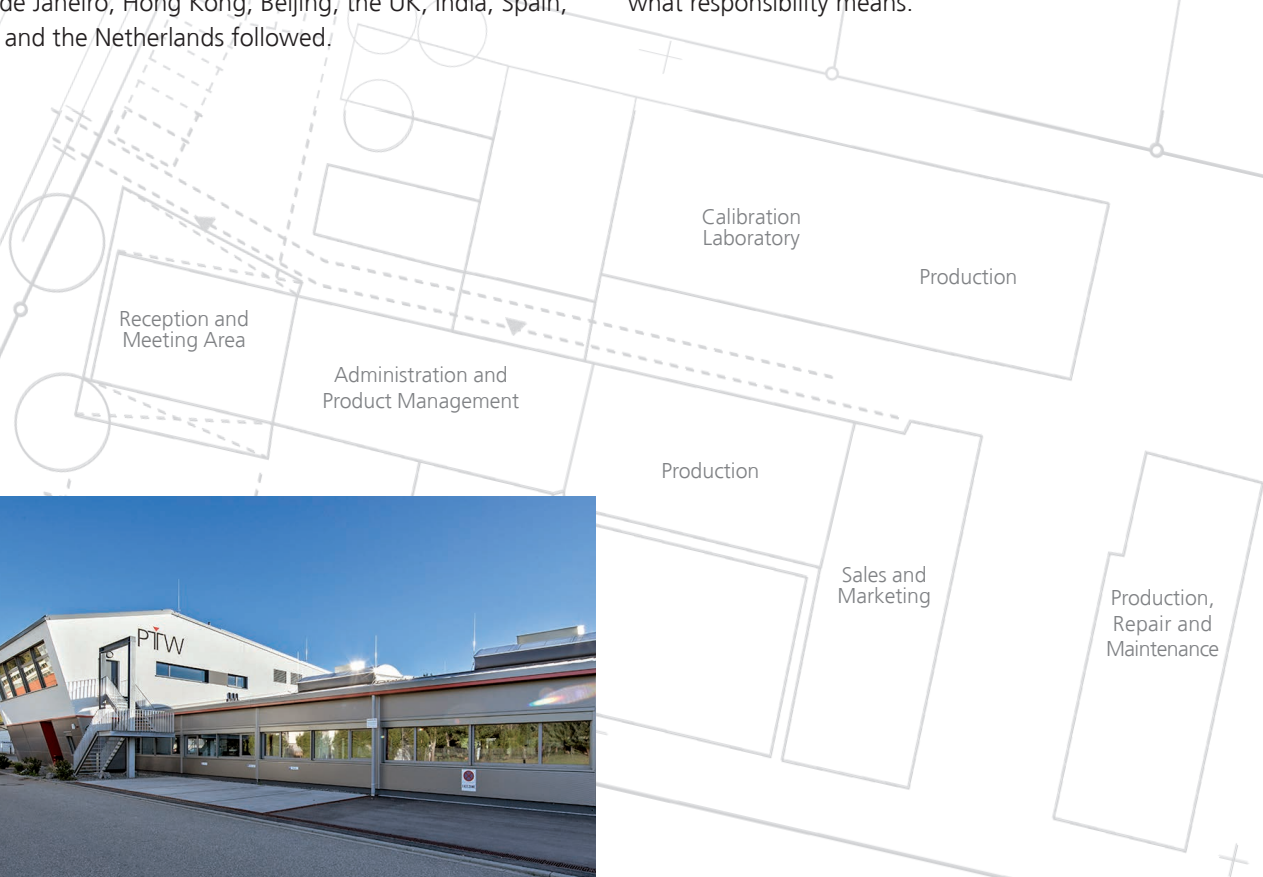 de Janeiro, Hong Kong, Beijing, the UK, India, Spain,
and the Netherlands followed.
what responsibility means.
Calibration
Laboratory
Production
Reception and
Meeting Area
Administration and
Product Management
Production
Sales and
Marketing
Production,
Repair and
Maintenance
PTW